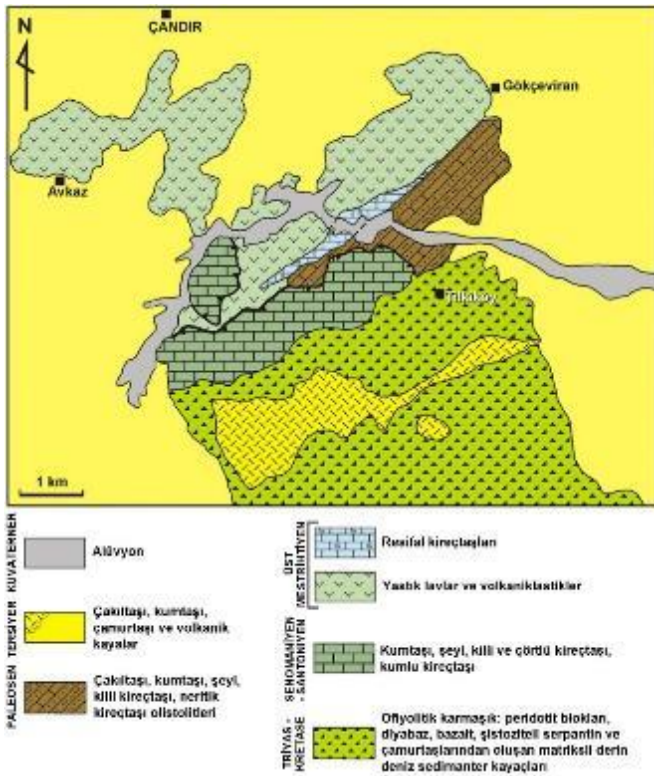 N
ÇANDIR
Gökçeviran
Avkaz
Tilkiköy
1 km
KUVATERNER
Alüvyon
TERSİYER
Çakıltaşı, kumtaşı,
çamurtaşı ve volkanik
kayalar
PALEOSEN
Çakıltaşı, kumtaşı, şeyl,
killi kireçtaşı, neritik
kireçtaşı olistolitleri
ÜST
MESTRİHTİYEN
Resifal kireçtaşları
Yastık lavlar ve volkaniklastikler
SENOMANİYEN
- SANTONİYEN
Kumtaşı, şeyl, killi ve çörtlü kireçtaşı,
kumlu kireçtaşı
TRİYAS -
KRETASE
Ofiyolitik karmaşık: peridotit blokları,
diyabaz, bazalt, şistoziteli serpantin ve
çamurtaşlarından oluşan matriksli derin
deniz sedimanter kayaçları